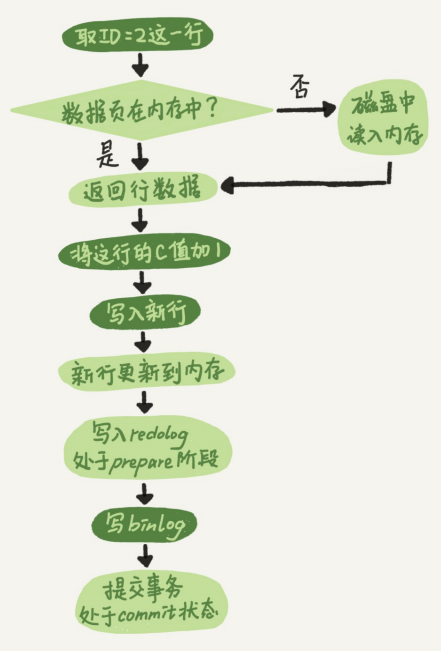 取ID=2这一行
数据页在内存中?
否
磁盘中
读入内存
是
返回行数据
将这行的C值加1
写入新行
新行更新到内存
写入redolog
处于prepare阶段
写binlog
提交事务
处于commit状态